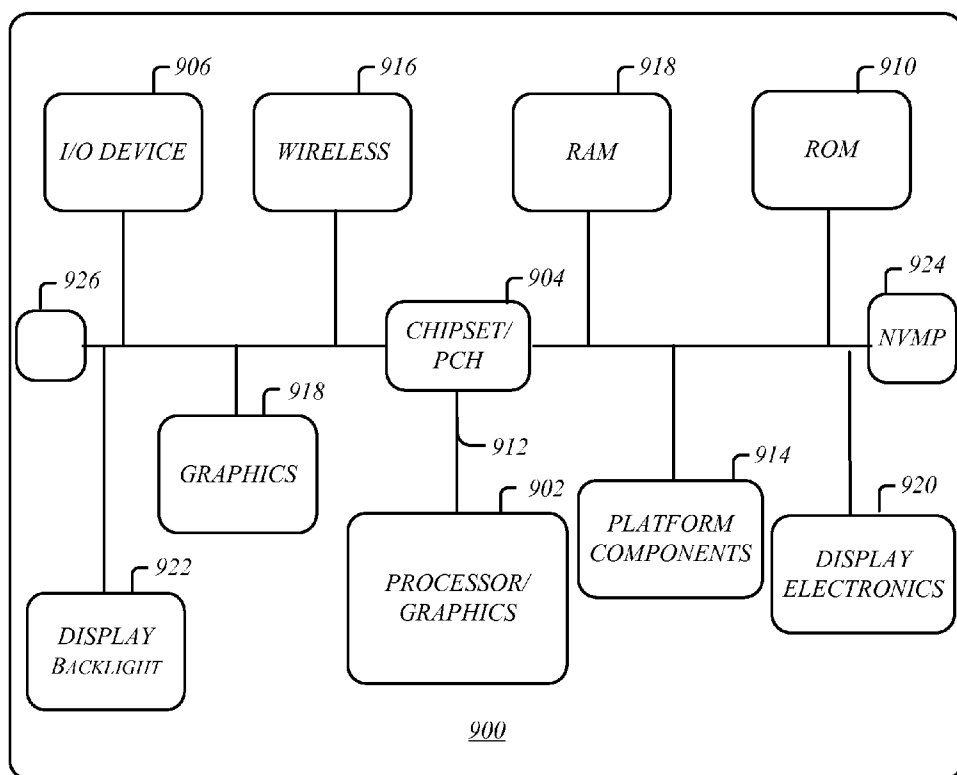 906
916
918
910
I/O DEVICE
WIRELESS
RAM
ROM
926
904
924
CHIPSET/
PCH
NVMP
918
GRAPHICS
912
902
914
920
PROCESSOR/
GRAPHICS
PLATFORM
COMPONENTS
DISPLAY
ELECTRONICS
922
DISPLAY
BACKLIGHT
900